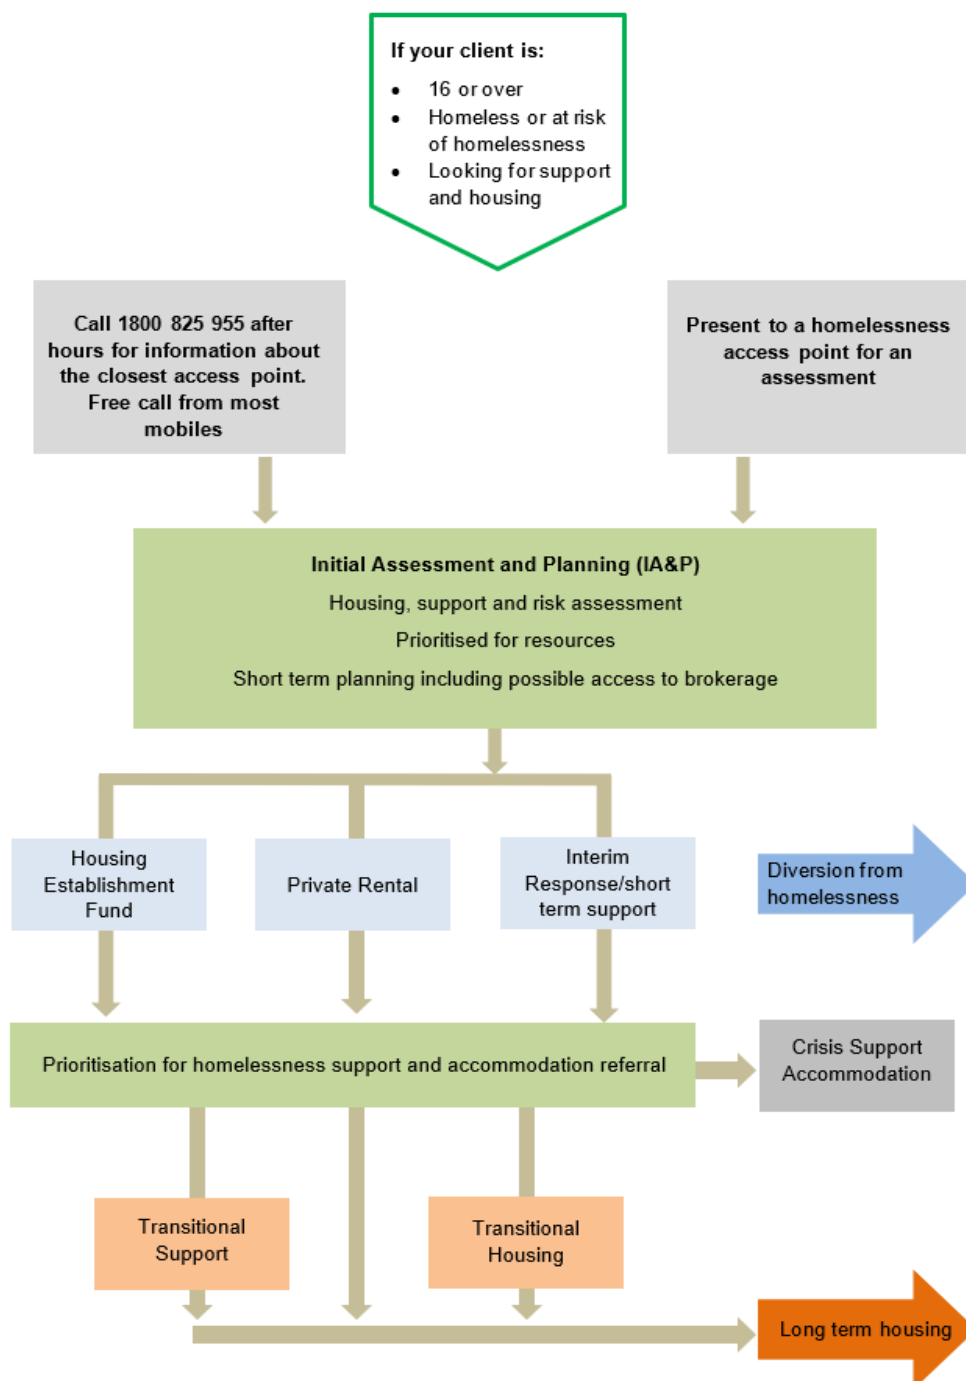 If your client is:
• 16 or over
• Homeless or at risk
of homelessness
• Looking for support
and housing
Call 1800 825 955 after
hours for information about
the closest access point.
Free call from most
mobiles
Present to a homelessness
access point for an
assessment
Initial Assessment and Planning (IA&P)
Housing, support and risk assessment
Prioritised for resources
Short term planning including possible access to brokerage
Housing
Establishment
Fund
Private Rental
Interim
Response/short
term support
Diversion from
homelessness
Prioritisation for homelessness support and accommodation referral
Crisis Support
Accommodation
Transitional
Support
Transitional
Housing
Long term housing